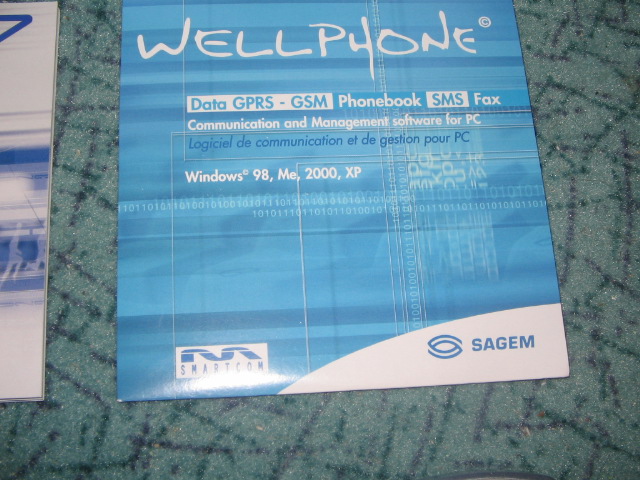 WELLPHONE©
Data GPRS - GSM Phonebook SMS Fax
Communication and Management software for PC
Logiciel de communication et de gestion pour PC
Windows© 98, Me, 2000, XP
SMARTCOM
SAGEM